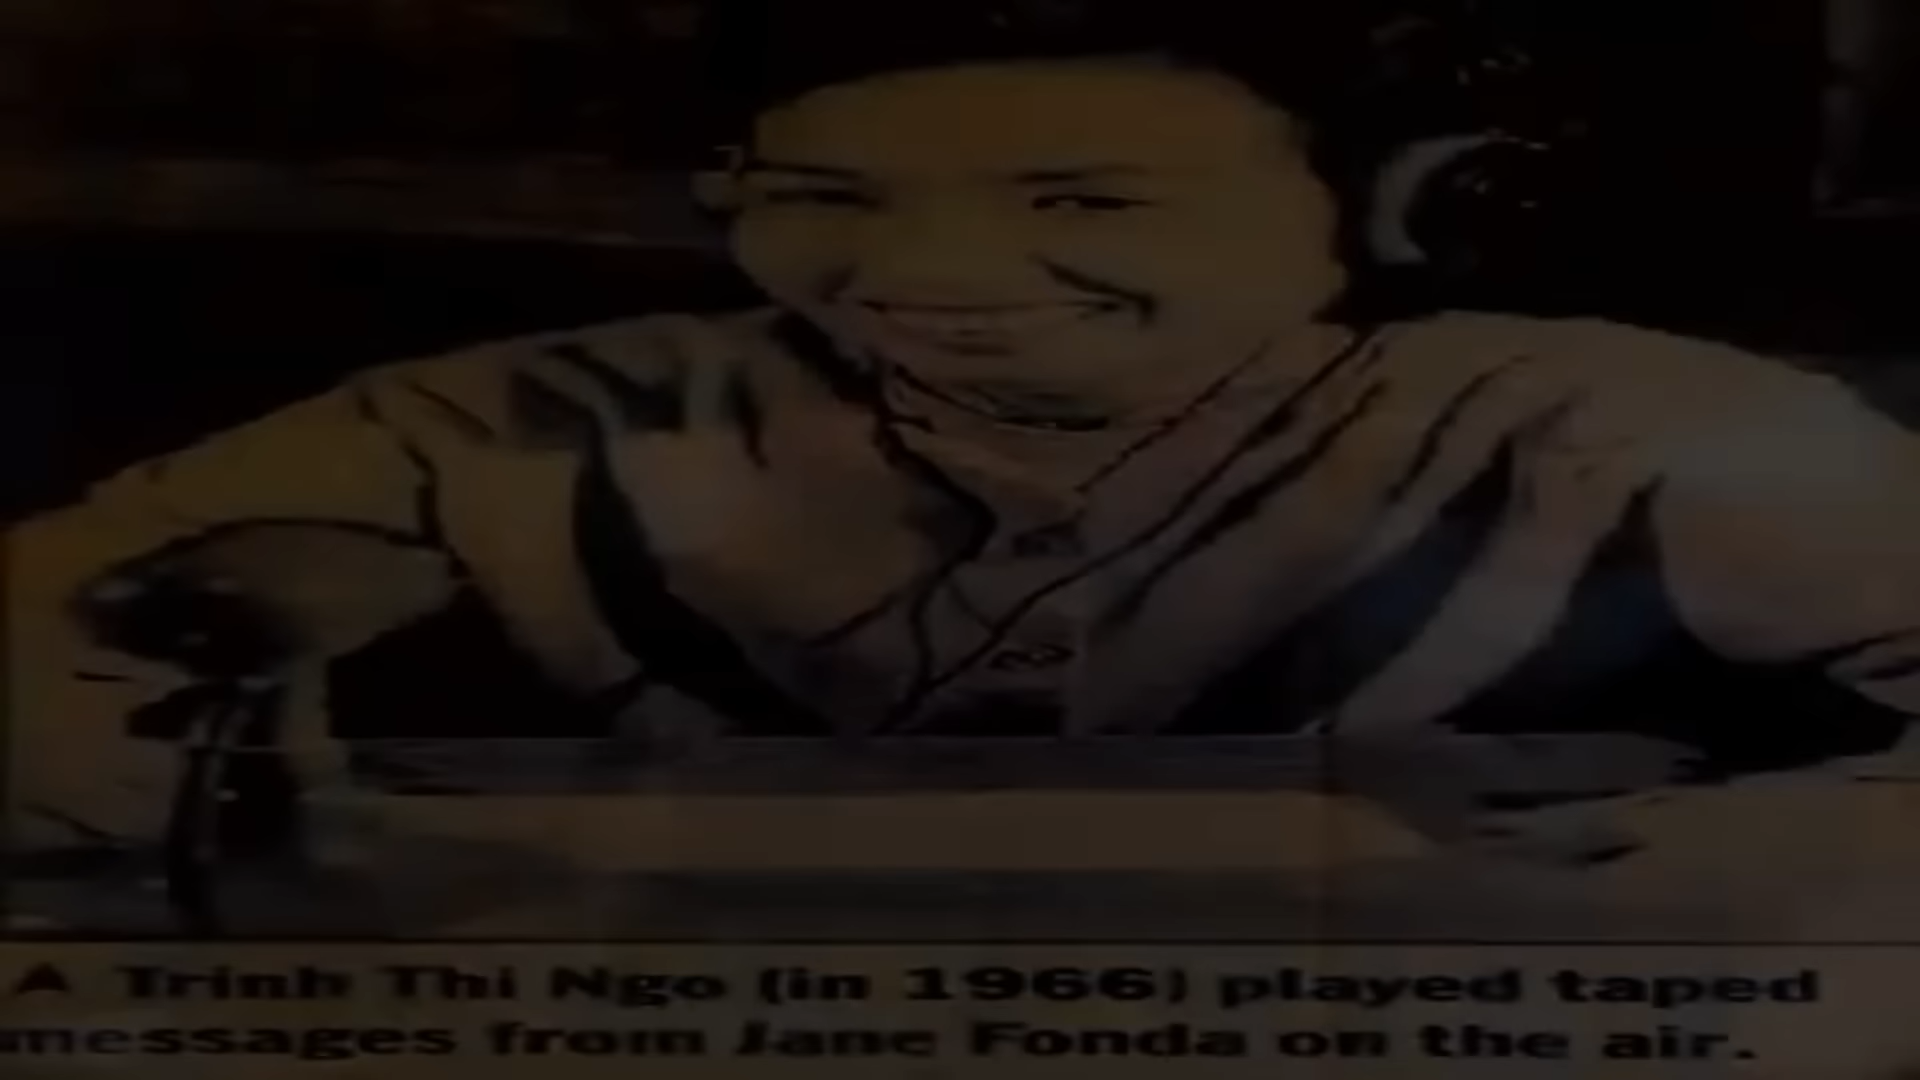 A Trinh Thi Ngo (in 1966) played taped
messages from Jane Fonda on the air.